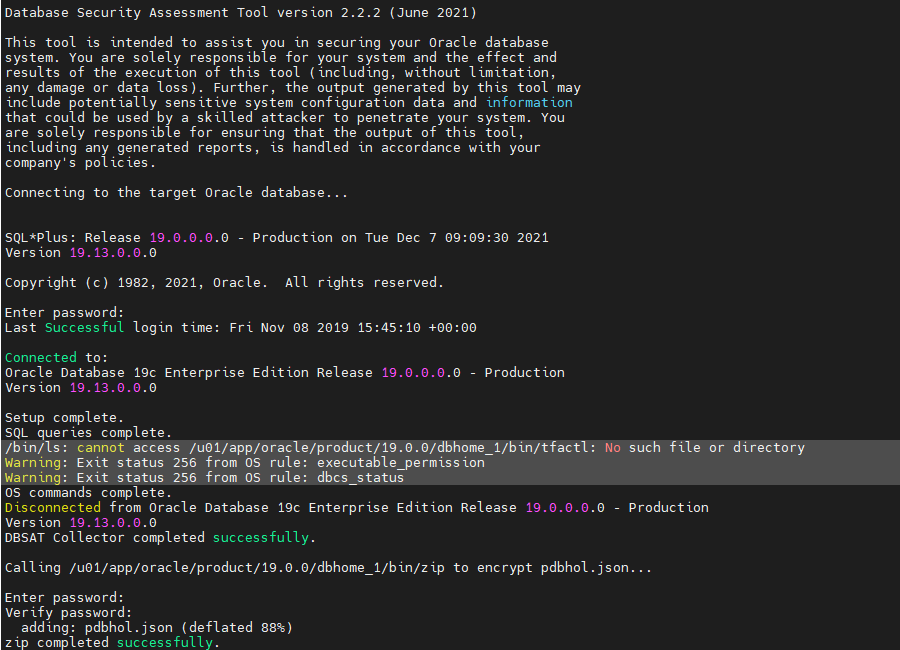 Database Security Assessment Tool version 2.2.2 (June 2021)
This tool is intended to assist you in securing your Oracle database
system. You are solely responsible for your system and the effect and
results of the execution of this tool (including, without limitation,
any damage or data loss). Further, the output generated by this tool may
include potentially sensitive system configuration data and information
that could be used by a skilled attacker to penetrate your system. You
are solely responsible for ensuring that the output of this tool,
including any generated reports, is handled in accordance with your
company's policies.
Connecting to the target Oracle database...
SQL*Plus: Release 19.0.0.0.0 - Production on Tue Dec 7 09:09:30 2021
Version 19.13.0.0.0
Copyright (c) 1982, 2021, Oracle.  All rights reserved.
Enter password:
Last Successful login time: Fri Nov 08 2019 15:45:10 +00:00
Connected to:
Oracle Database 19c Enterprise Edition Release 19.0.0.0.0 - Production
Version 19.13.0.0.0
Setup complete.
SQL queries complete.
/bin/ls: cannot access /u01/app/oracle/product/19.0.0/dbhome_1/bin/tfactl: No such file or directory
Warning: Exit status 256 from OS rule: executable_permission
Warning: Exit status 256 from OS rule: dbcs_status
OS commands complete.
Disconnected from Oracle Database 19c Enterprise Edition Release 19.0.0.0.0 - Production
Version 19.13.0.0.0
DBSAT Collector completed successfully.
Calling /u01/app/oracle/product/19.0.0/dbhome_1/bin/zip to encrypt pdbhol.json...
Enter password:
Verify password:
  adding: pdbhol.json (deflated 88%)
zip completed successfully.